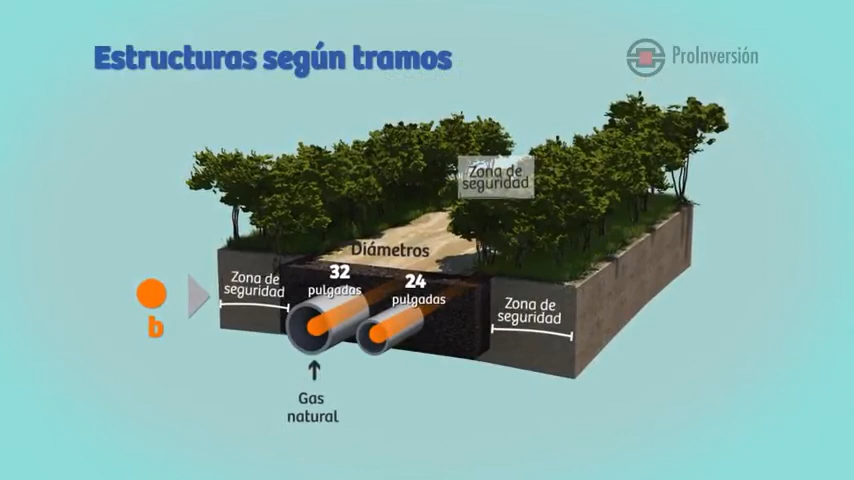 Estructuras según tramos
ProInversión
Zona de
seguridad
Diámetros
32
pulgadas
24
pulgadas
Zona de
seguridad
Zona de
seguridad
b
Gas
natural